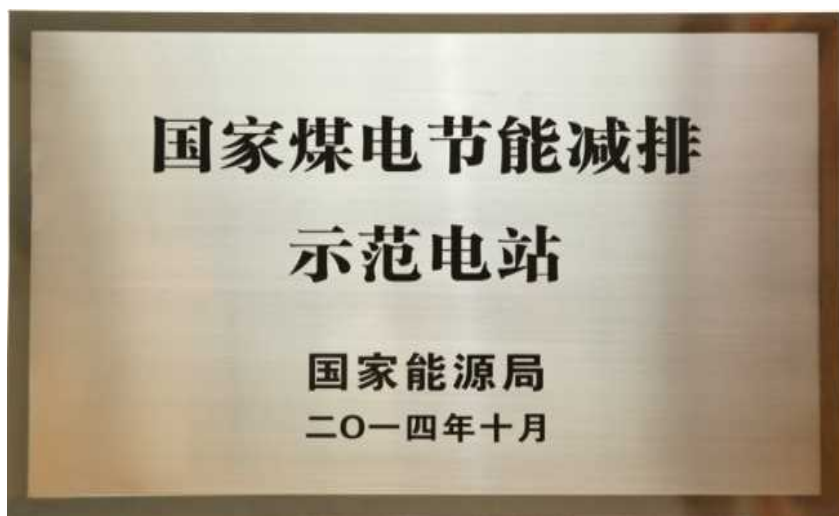 国家煤电节能减排
示范电站
国家能源局
二〇一四年十月